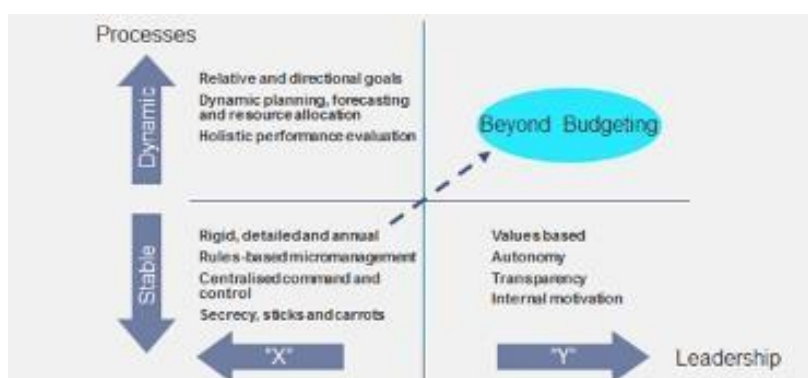 Processes
Dynamic
Relative and directional goals
Dynamic planning, forecasting
and resource allocation
Holistic performance evaluation
Beyond Budgeting
Stable
Rigid, detailed and annual
Rules-based micromanagement
Centralised command and
control
Secrecy, sticks and carrots
Values based
Autonomy
Transparency
Internal motivation
"X"
"Y"
Leadership